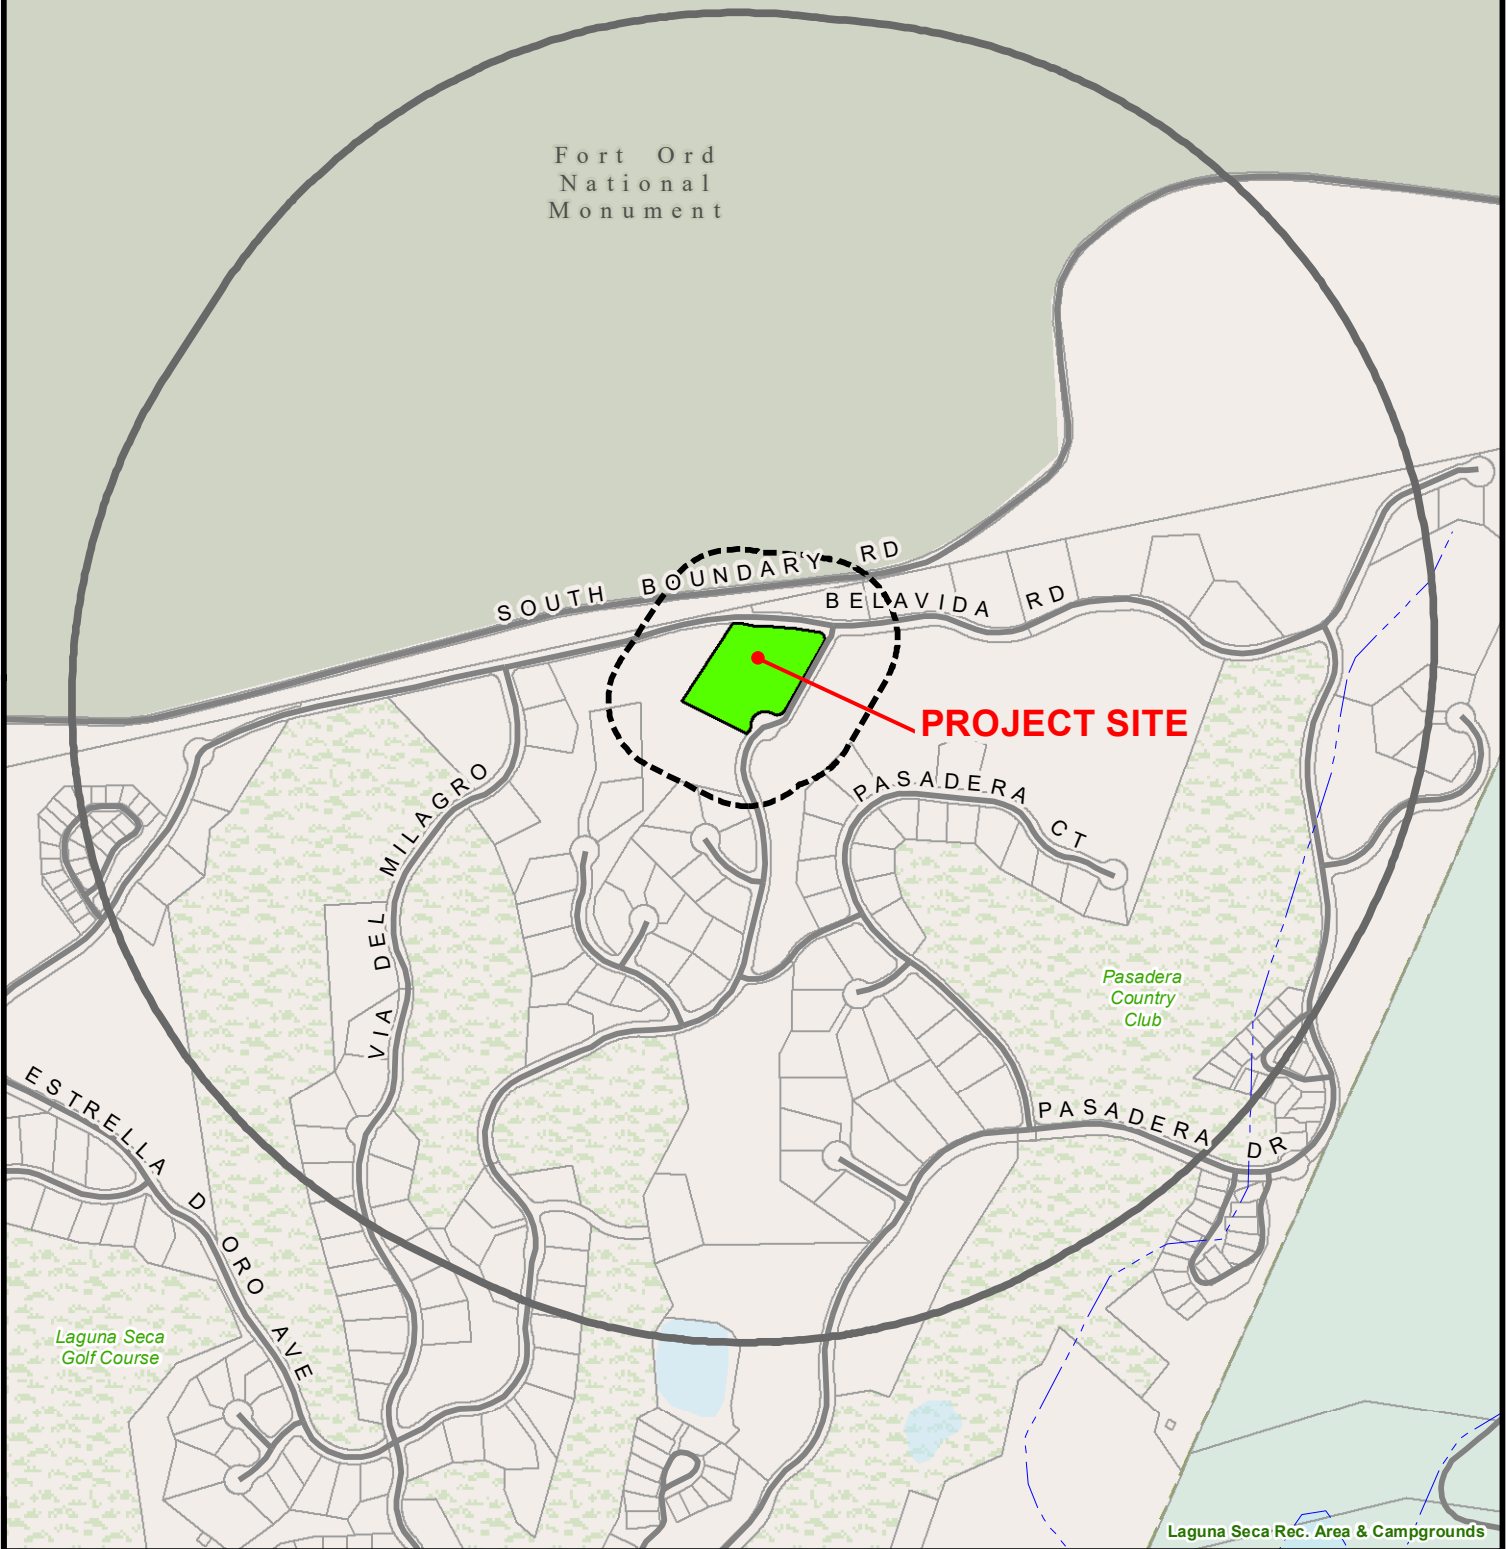 Fort Ord
National
Monument
SOUTH BOUNDARY RD
BELAVIDA RD
PROJECT SITE
PASADERA CT
VIA DEL MILAGRO
Pasadera
Country
Club
ESTRELLA D ORO AVE
PASADERA DR
Laguna Seca
Golf Course
Laguna Seca Rec. Area & Campgrounds